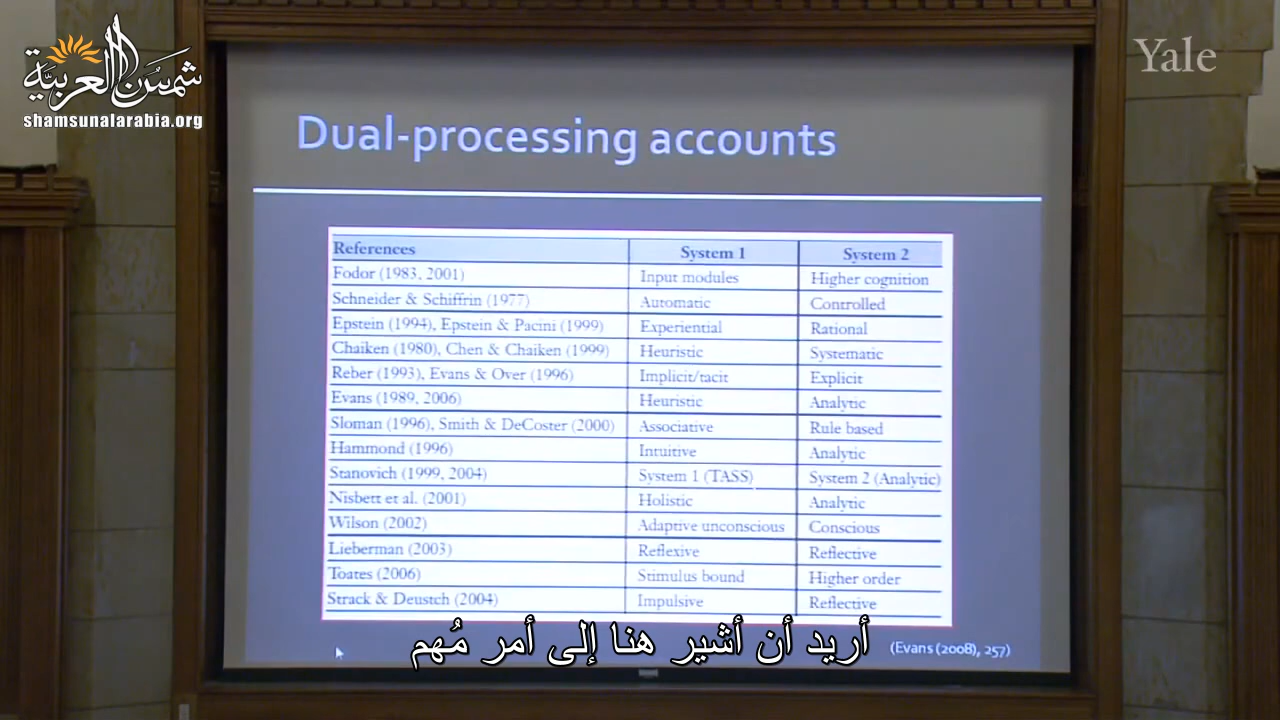 شمس العربية
shamsunalarabia.org
Yale
Dual-processing accounts
References System 1 System 2
Fodor (1983, 2001) Input modules Higher cognition
Schneider & Schiffrin (1977) Automatic Controlled
Epstein (1994), Epstein & Pacini (1999) Experiential Rational
Chaiken (1980), Chen & Chaiken (1999) Heuristic Systematic
Reber (1993), Evans & Over (1996) Implicit/tacit Explicit
Evans (1989, 2006) Heuristic Analytic
Sloman (1996), Smith & DeCoster (2000) Associative Rule based
Hammond (1996) Intuitive Analytic
Stanovich (1999, 2004) System 1 (TASS) System 2 (Analytic)
Nisbett et al. (2001) Holistic Analytic
Wilson (2002) Adaptive unconscious Conscious
Lieberman (2003) Reflexive Reflective
Toates (2006) Stimulus bound Higher order
Strack & Deustch (2004) Impulsive Reflective
أريد أن أشير هنا إلى أمر مُهم
(Evans (2008), 257)